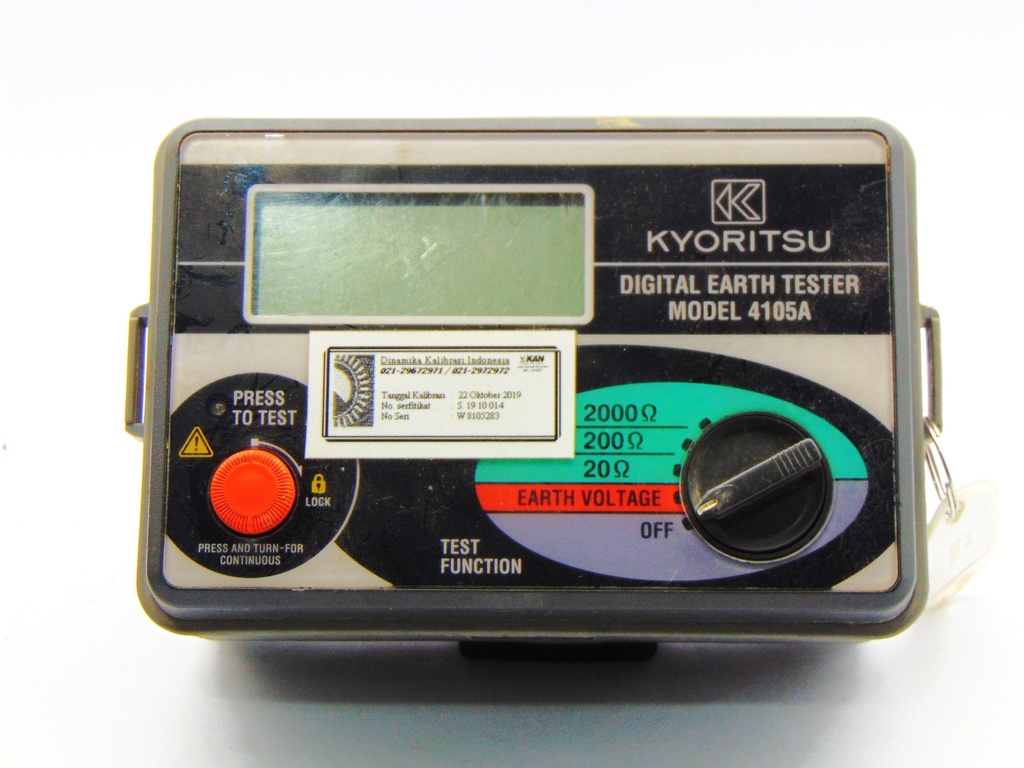 KYORITSU
DIGITAL EARTH TESTER
MODEL 4105A
Dinamika Kalibrasi Indonesia
KAN
021-29672971 / 021-2972972
Tanggal Kalibrasi : 22 Oktober 2019
No. serfitikat : S. 19 10 014
No Seri : W 8105283
PRESS
TO TEST
LOCK
PRESS AND TURN-FOR
CONTINUOUS
2000Ω
200Ω
20Ω
EARTH VOLTAGE
OFF
TEST
FUNCTION